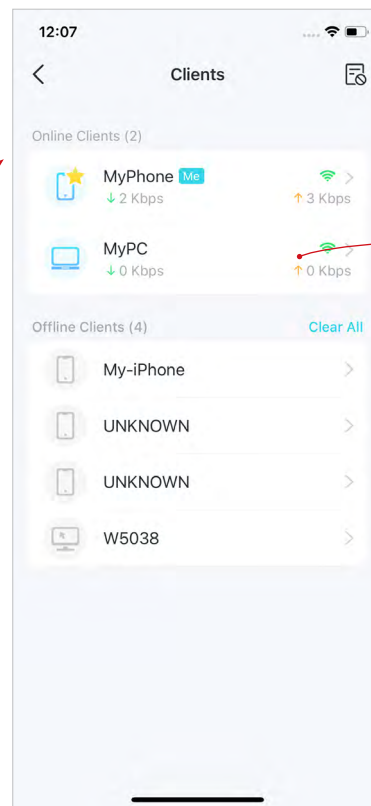 12:07
Clients
Online Clients (2)
MyPhone Me
↓ 2 Kbps ↑ 3 Kbps
MyPC
↓ 0 Kbps ↑ 0 Kbps
Offline Clients (4) Clear All
My-iPhone
UNKNOWN
UNKNOWN
W5038